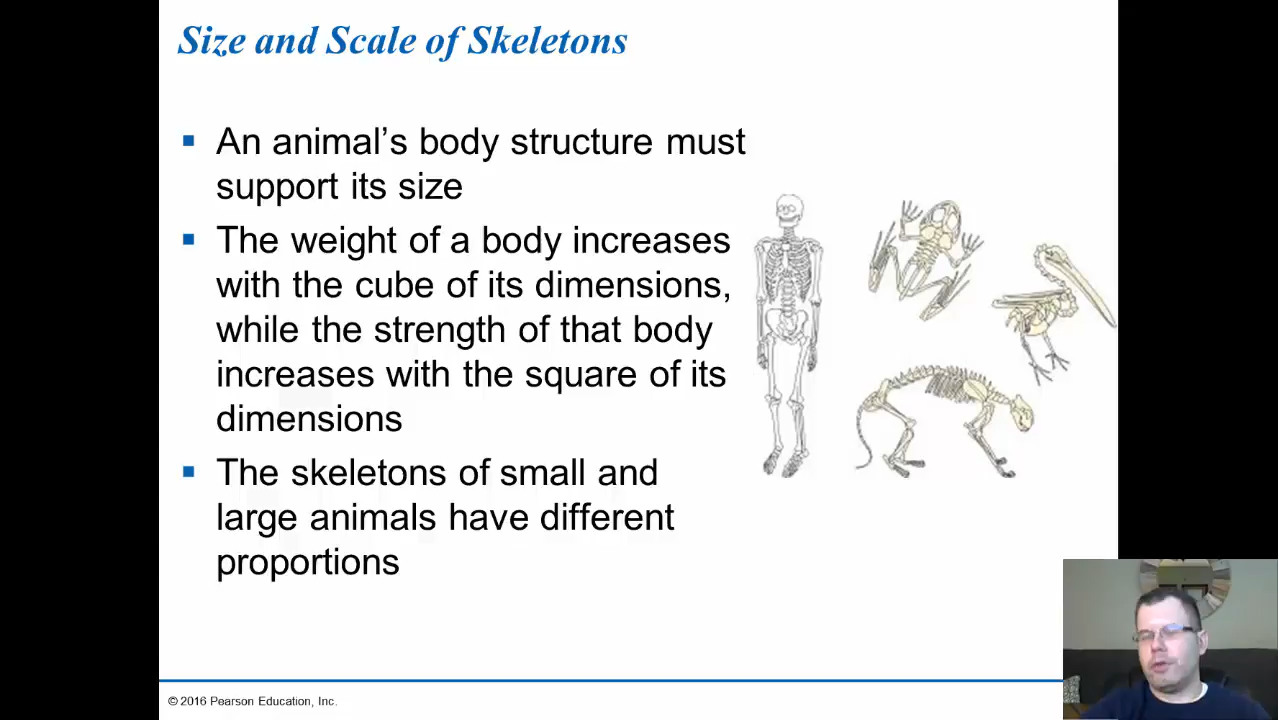 Size and Scale of Skeletons
An animal’s body structure must
support its size
The weight of a body increases
with the cube of its dimensions,
while the strength of that body
increases with the square of its
dimensions
The skeletons of small and
large animals have different
proportions
© 2016 Pearson Education, Inc.